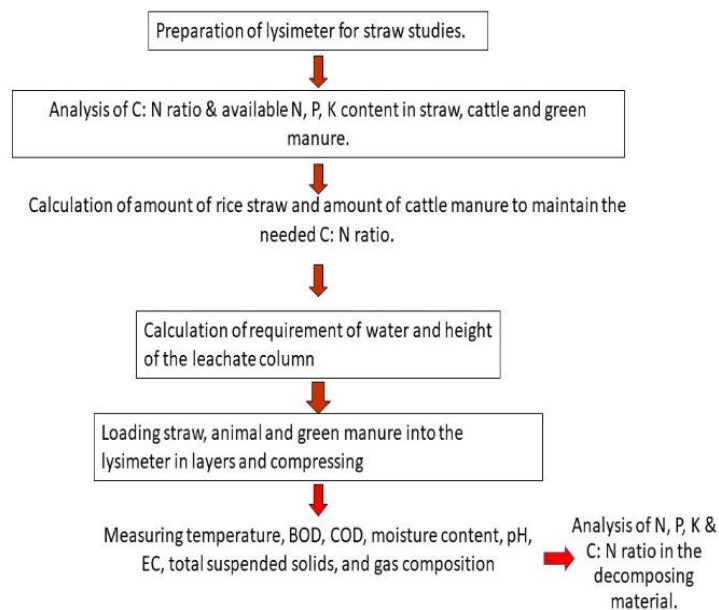 Preparation of lysimeter for straw studies.
Analysis of C: N ratio & available N, P, K content in straw, cattle and green
manure.
Calculation of amount of rice straw and amount of cattle manure to maintain the
needed C: N ratio.
Calculation of requirement of water and height
of the leachate column
Loading straw, animal and green manure into the
lysimeter in layers and compressing
Measuring temperature, BOD, COD, moisture content, pH,
EC, total suspended solids, and gas composition
Analysis of N, P, K &
C: N ratio in the
decomposing
material.